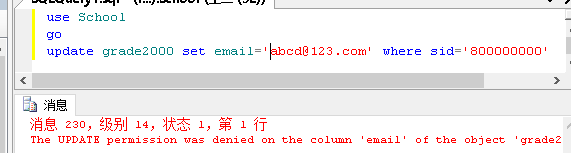 use School
go
update grade2000 set email='abcd@123.com' where sid='800000000'
消息
消息 230，级别 14，状态 1，第 1 行
The UPDATE permission was denied on the column 'email' of the object 'grade2